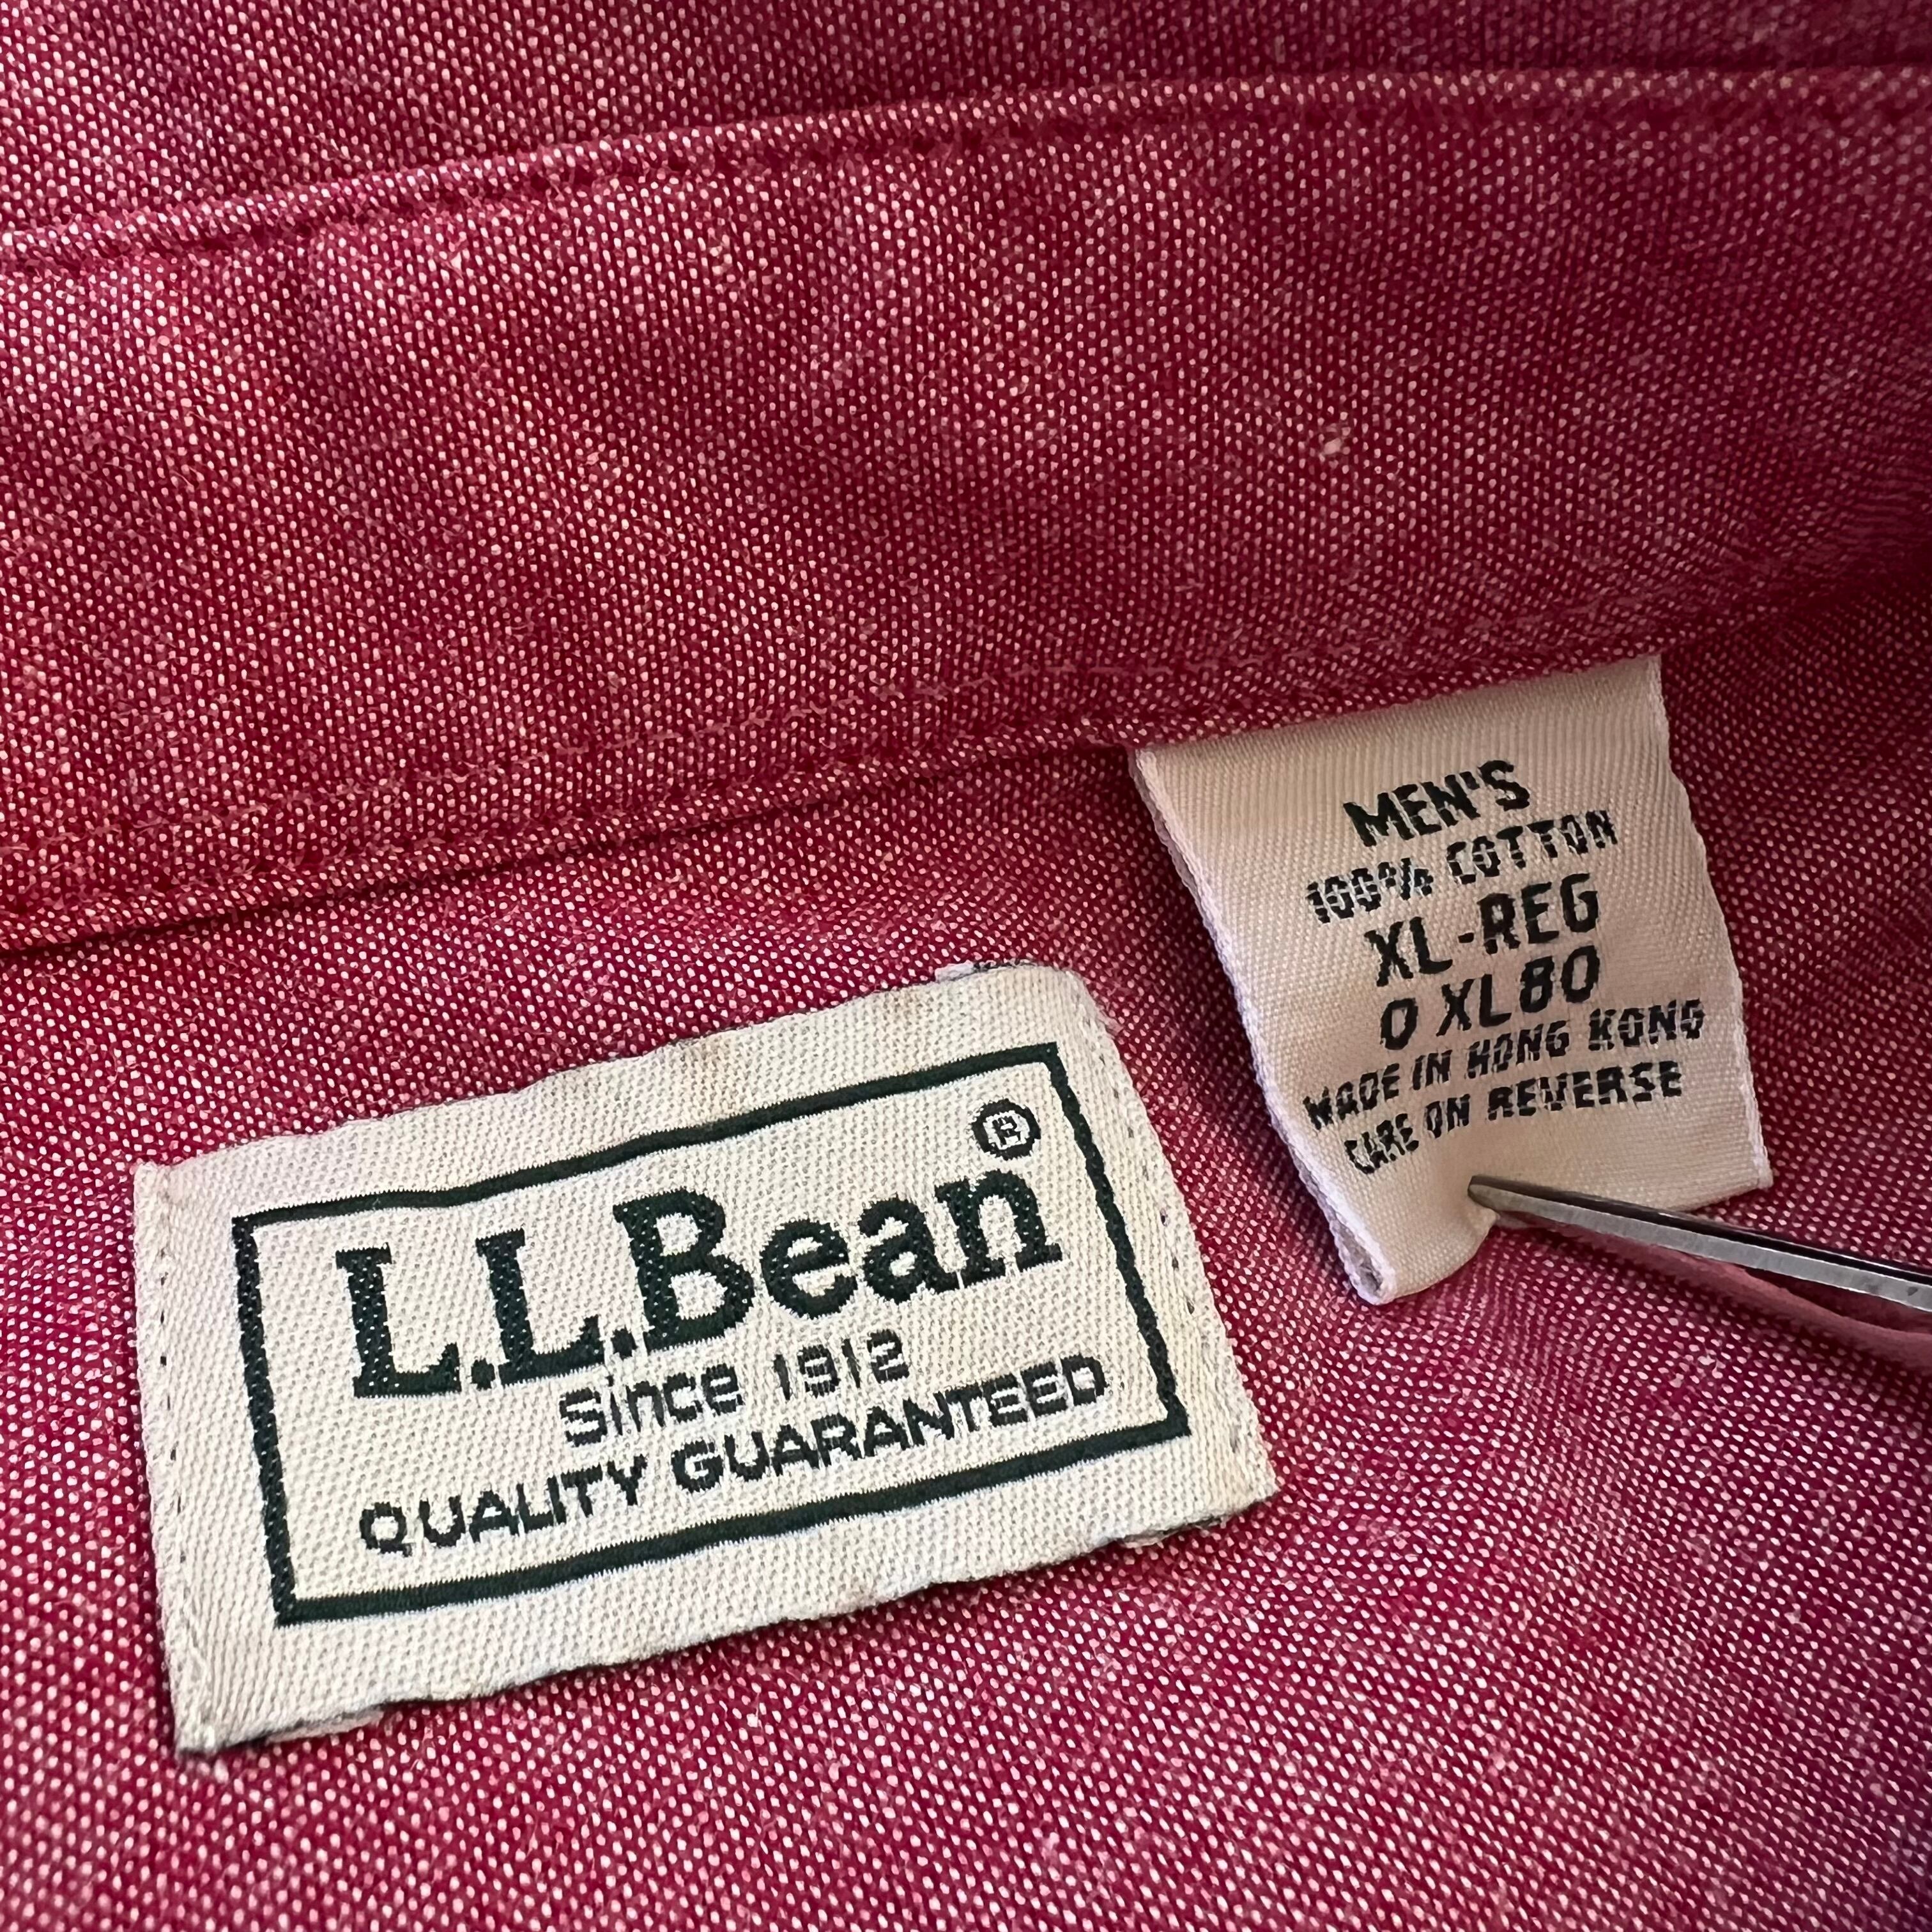 MEN'S
100% COTTON
XL-REG
0 XL80
MADE IN HONG KONG
CARE ON REVERSE
L.L.Bean®
Since 1912
QUALITY GUARANTEED